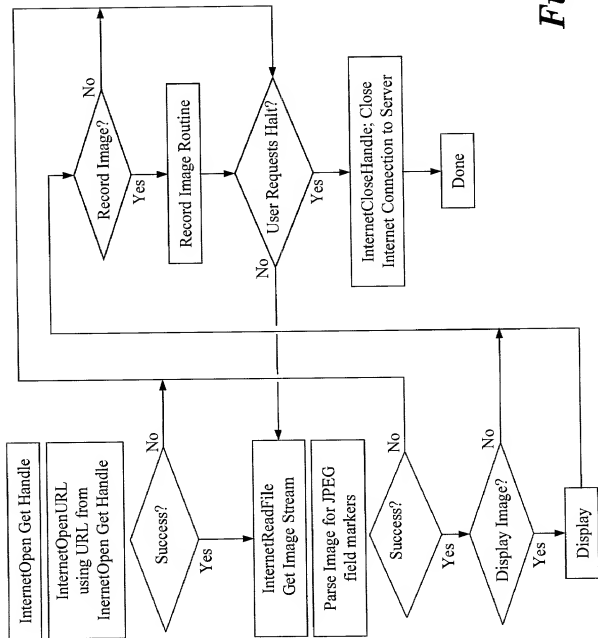 InternetOpen Get Handle
InternetOpenURL
using URL from
InernetOpen Get Handle
Success?
No
Yes
InternetReadFile
Get Image Stream
Parse Image for JPEG
field markers
Success?
No
Yes
Display Image?
No
Yes
Display
Record Image?
No
Yes
Record Image Routine
User Requests Halt?
No
Yes
InternetCloseHandle; Close
Internet Connection to Server
Done